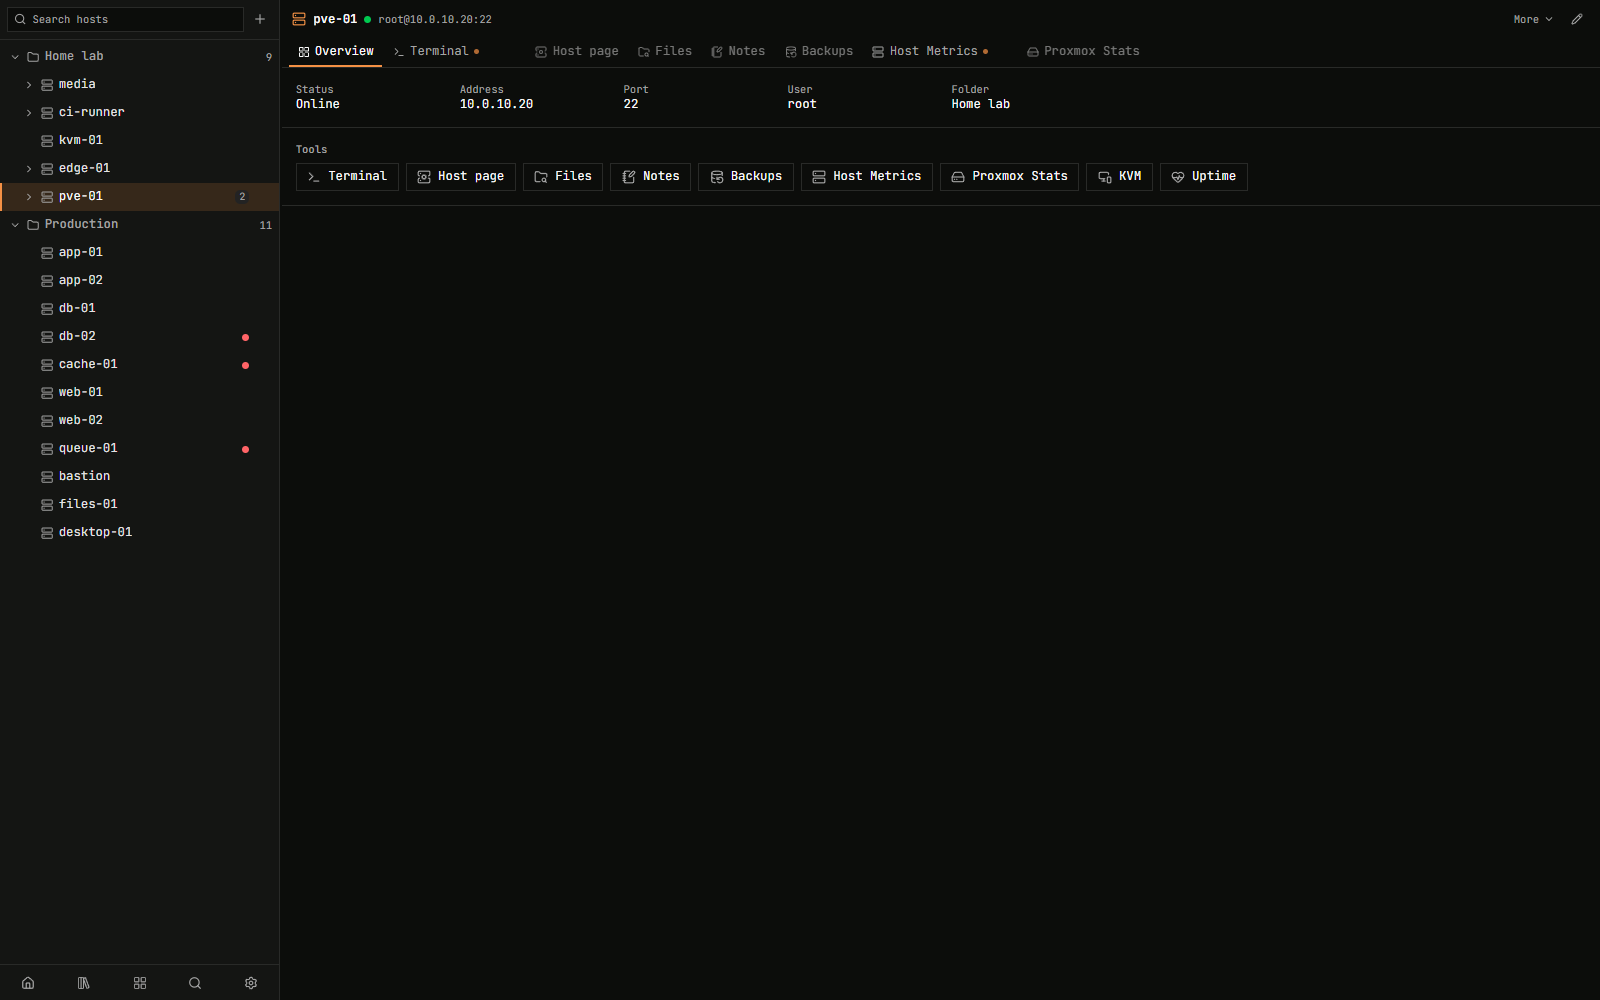 Search hosts
Home lab 9
media
ci-runner
kvm-01
edge-01
pve-01 2
Production 11
app-01
app-02
db-01
db-02
cache-01
web-01
web-02
queue-01
bastion
files-01
desktop-01
pve-01 root@10.0.10.20:22 More
Overview Terminal Host page Files Notes Backups Host Metrics Proxmox Stats
Status Address Port User Folder
Online 10.0.10.20 22 root Home lab
Tools
Terminal Host page Files Notes Backups Host Metrics Proxmox Stats KVM Uptime